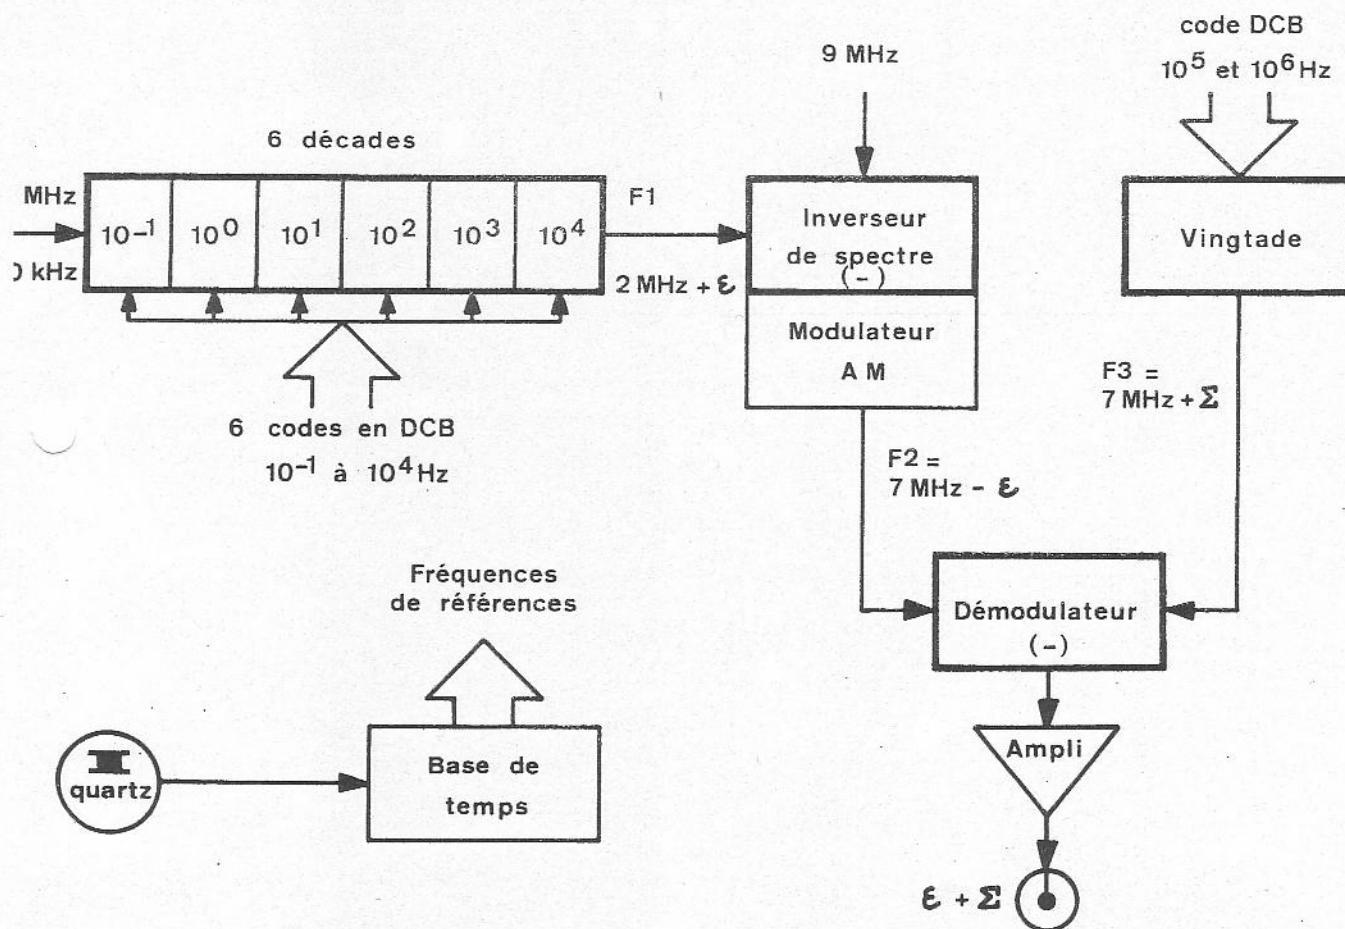 code DCB
10⁵ et 10⁶ Hz
9 MHz
6 décades
MHz
0 kHz
10⁻¹
10⁰
10¹
10²
10³
10⁴
F1
2 MHz + ε
Inverseur
de spectre
(-)
Modulateur
AM
Vingtade
6 codes en DCB
10⁻¹ à 10⁴ Hz
F2 =
7 MHz - ε
F3 =
7 MHz + Σ
Fréquences
de références
Démodulateur
(-)
quartz
Base de
temps
Ampli
ε + Σ